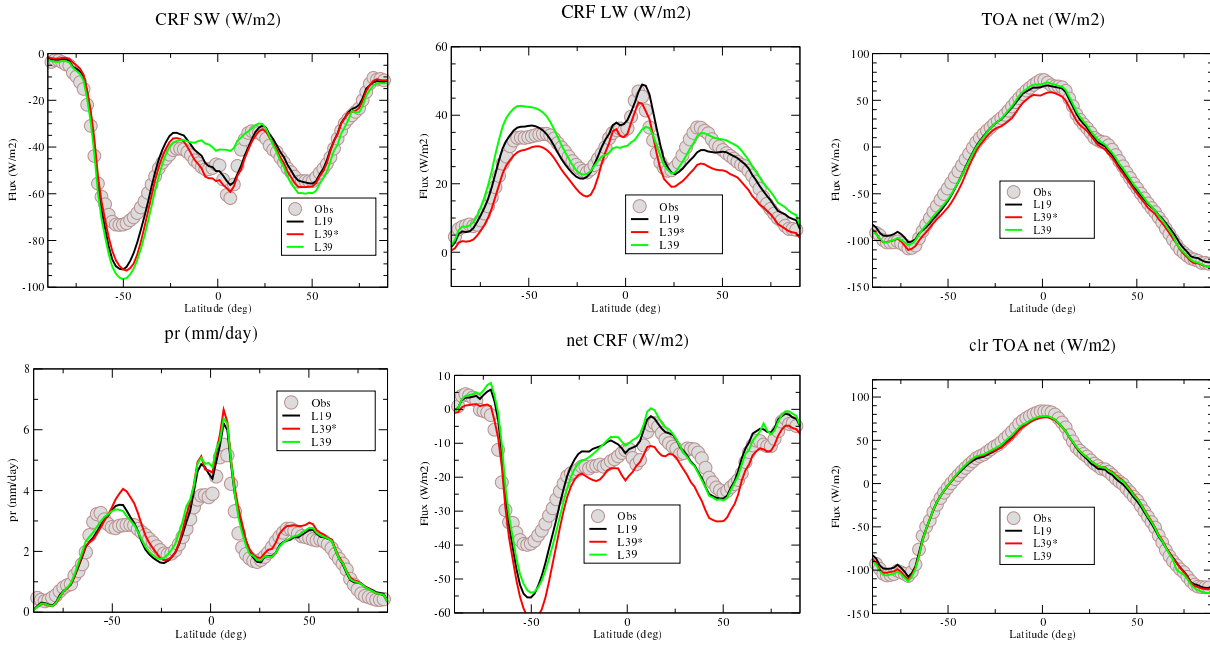 CRF SW (W/m2)
0
-20
-40
-60
-80
-100
Flux (W/m2)
-50
0
50
Latitude (deg)
Obs
L19
L39*
L39
CRF LW (W/m2)
60
40
20
0
Flux (W/m2)
-50
0
50
Latitude (deg)
Obs
L19
L39*
L39
TOA net (W/m2)
100
50
0
-50
-100
-150
Flux (W/m2)
-50
0
50
Latitude (deg)
Obs
L19
L39*
L39
pr (mm/day)
8
6
4
2
0
pr (mm/day)
-50
0
50
Latitude (deg)
Obs
L19
L39*
L39
net CRF (W/m2)
10
0
-10
-20
-30
-40
-50
-60
Flux (W/m2)
-50
0
50
Latitude (deg)
Obs
L19
L39*
L39
clr TOA net (W/m2)
100
50
0
-50
-100
-150
Flux (W/m2)
-50
0
50
Latitude (deg)
Obs
L19
L39*
L39